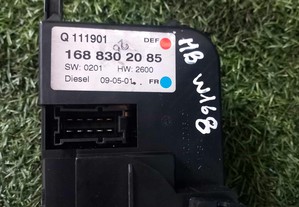 Q 111901
DEF
168 830 20 85
SW: 0201 HW: 2600
Diesel 09-05-01
FR
MB W168